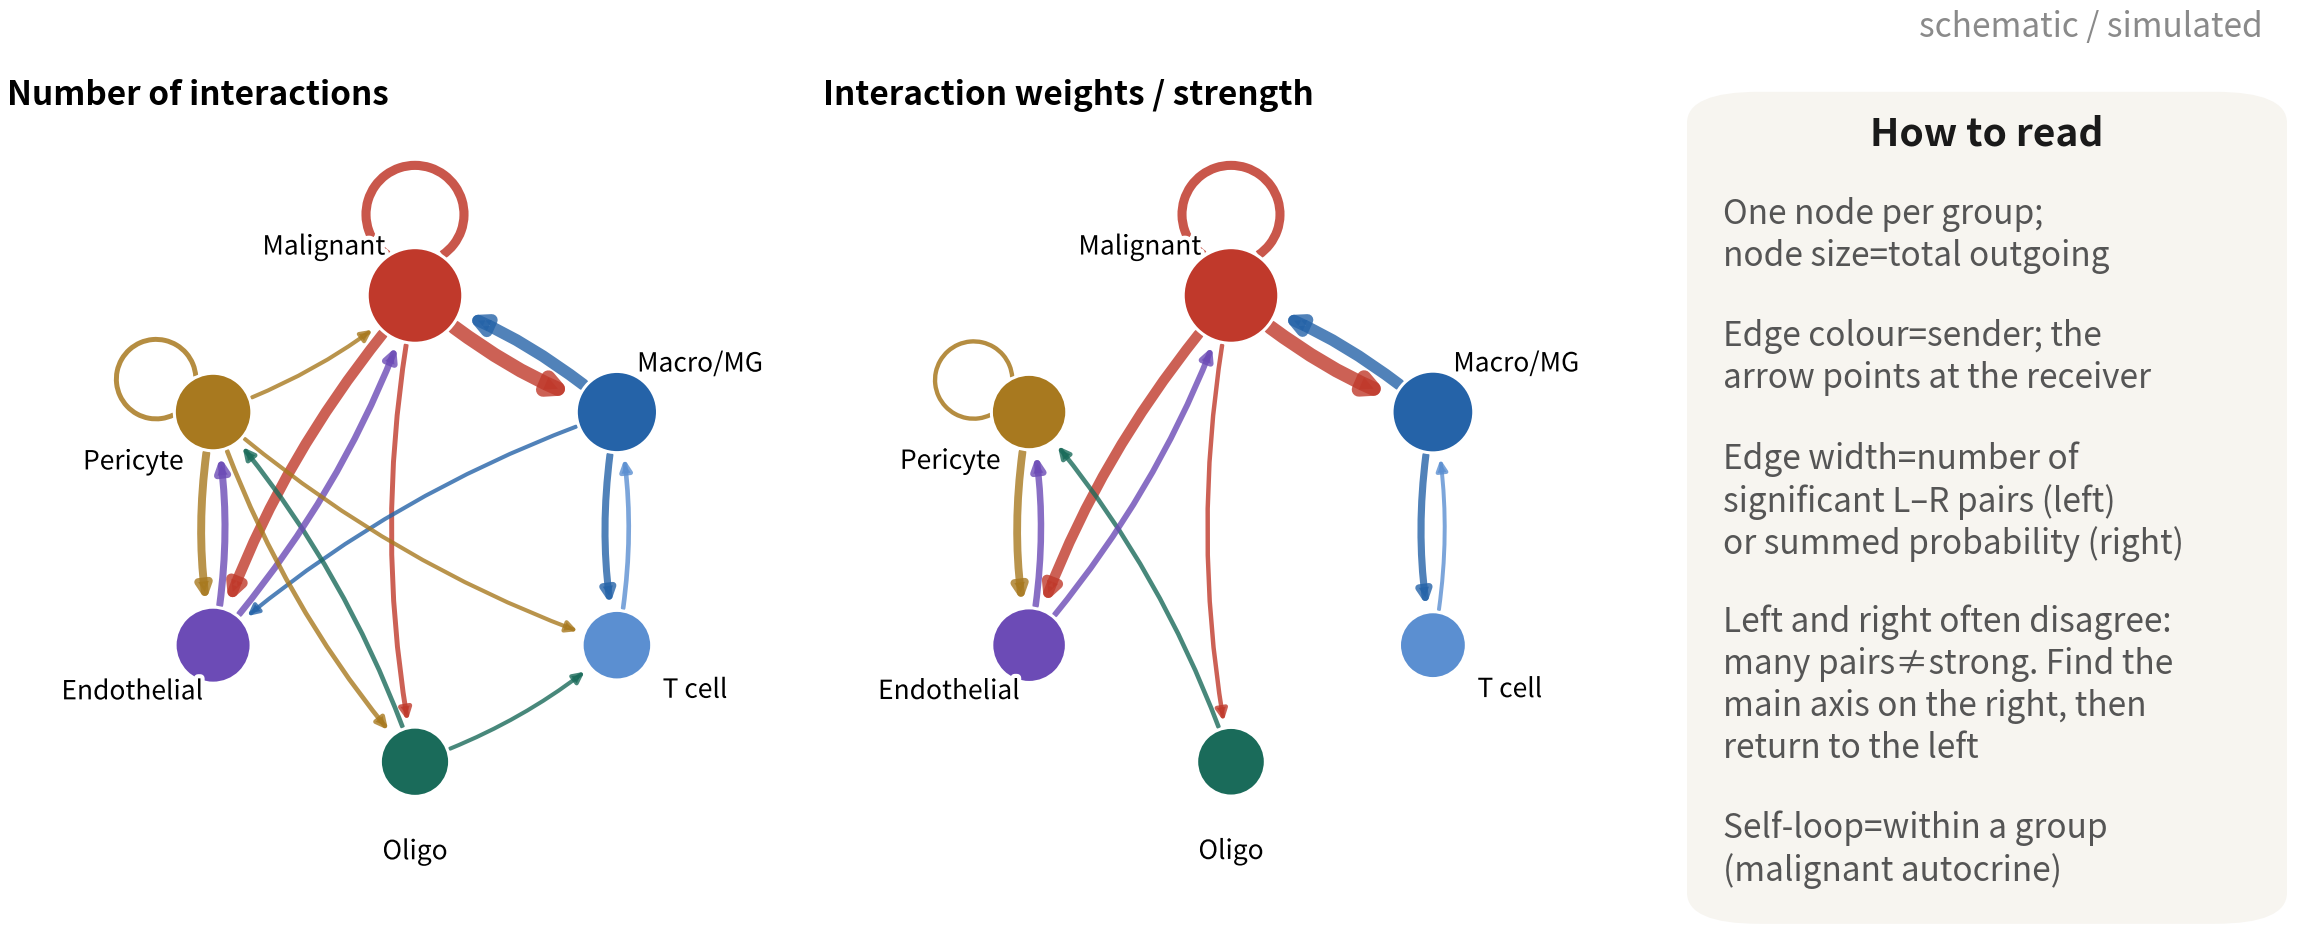 schematic / simulated
Number of interactions
Malignant
Macro/MG
Pericyte
Endothelial
T cell
Oligo
Interaction weights / strength
Malignant
Macro/MG
Pericyte
Endothelial
T cell
Oligo
How to read
One node per group;
node size=total outgoing
Edge colour=sender; the
arrow points at the receiver
Edge width=number of
significant L–R pairs (left)
or summed probability (right)
Left and right often disagree:
many pairs≠strong. Find the
main axis on the right, then
return to the left
Self-loop=within a group
(malignant autocrine)